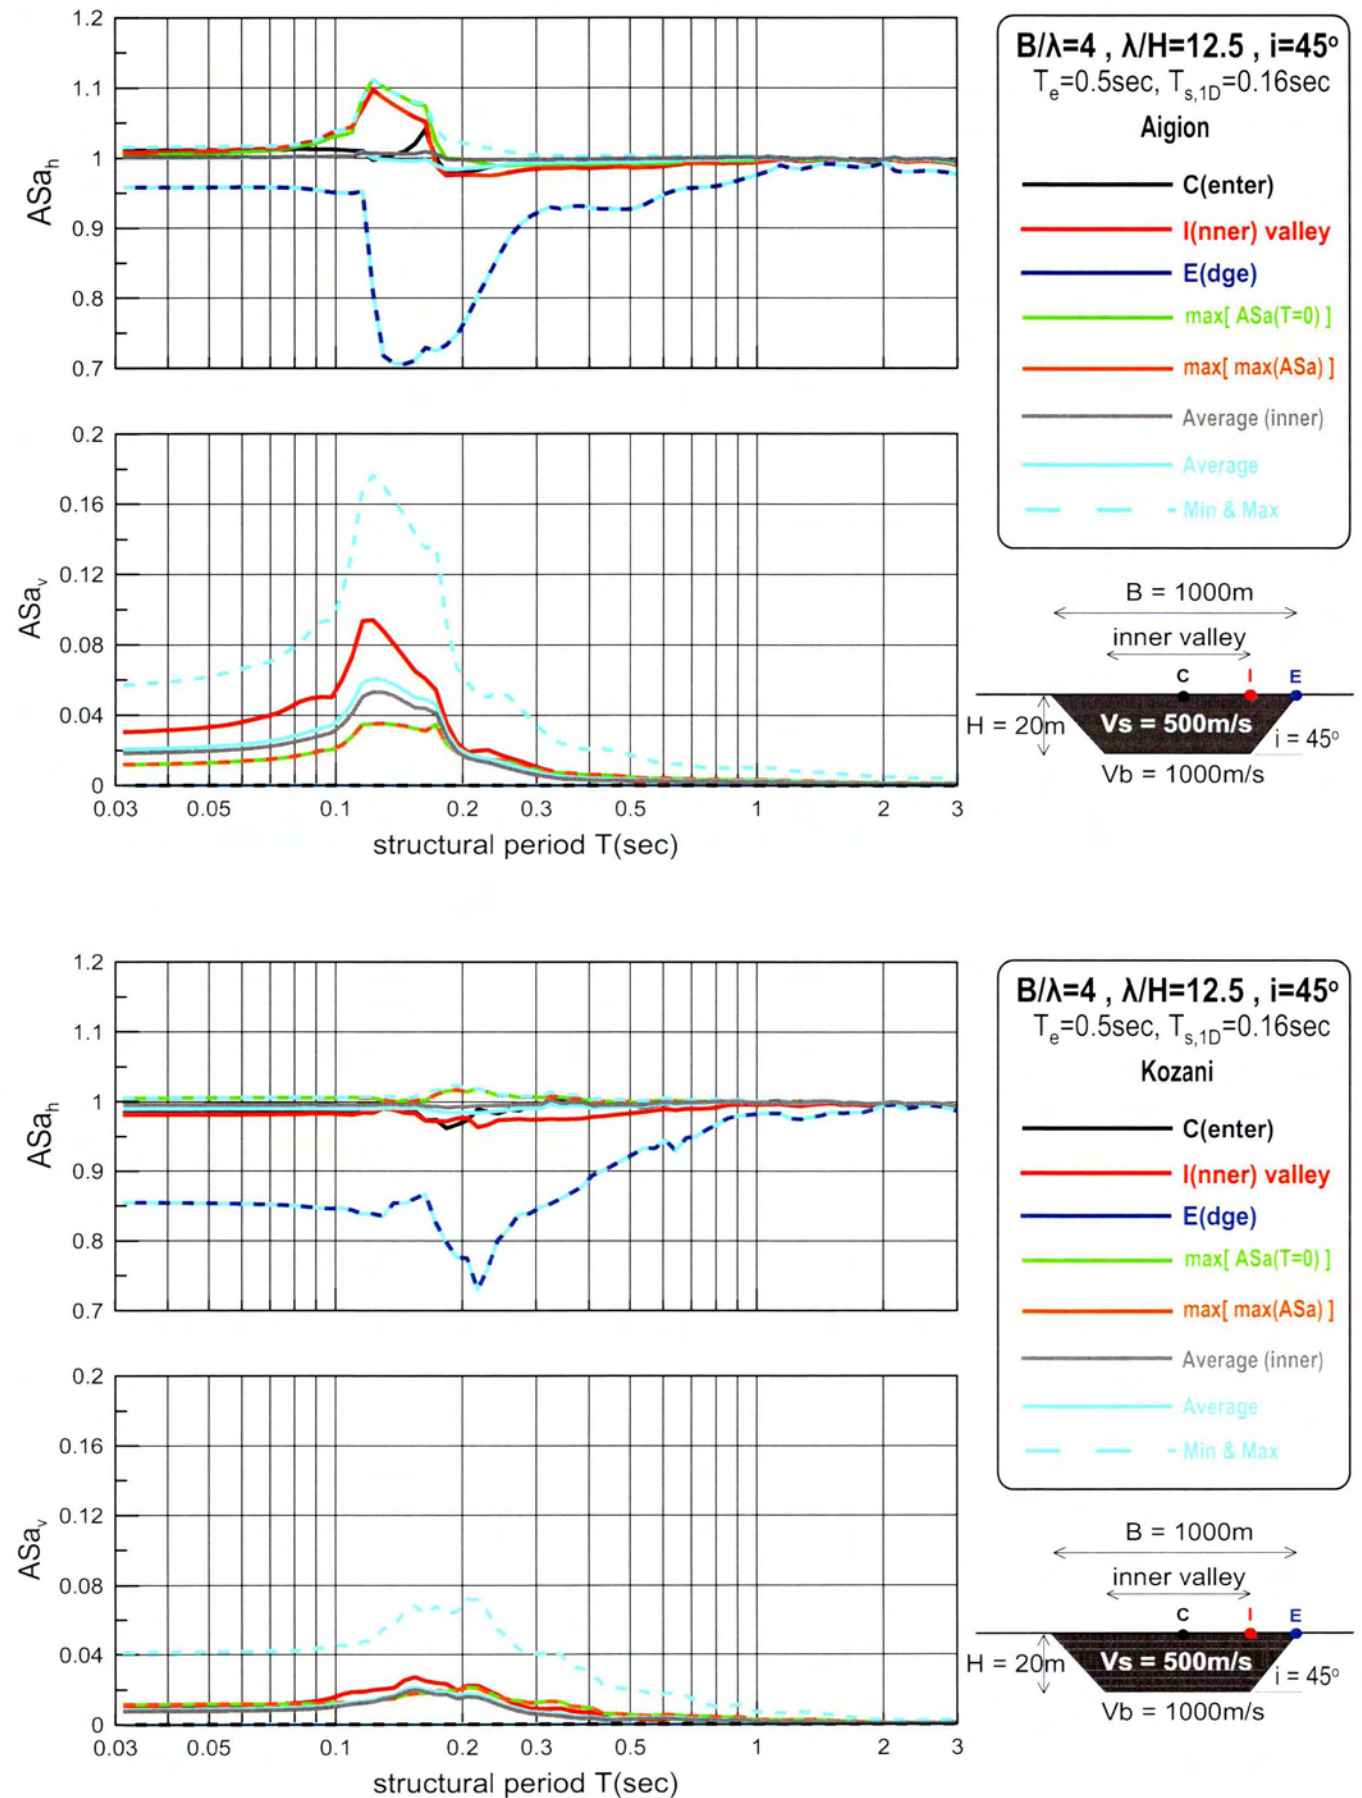 1.2
1.1
1
0.9
0.8
0.7
ASa_h
B/λ=4 , λ/H=12.5 , i=45º
T_e=0.5sec, T_s,1D=0.16sec
Aigion
C(enter)
I(nner) valley
E(dge)
max[ ASa(T=0) ]
max[ max(ASa) ]
Average (inner)
Average
Min & Max
0.2
0.16
0.12
0.08
0.04
0
ASa_v
0.03 0.05 0.1 0.2 0.3 0.5 1 2 3
structural period T(sec)
B = 1000m
inner valley
C I E
H = 20m Vs = 500m/s i = 45º
Vb = 1000m/s
1.2
1.1
1
0.9
0.8
0.7
ASa_h
B/λ=4 , λ/H=12.5 , i=45º
T_e=0.5sec, T_s,1D=0.16sec
Kozani
C(enter)
I(nner) valley
E(dge)
max[ ASa(T=0) ]
max[ max(ASa) ]
Average (inner)
Average
Min & Max
0.2
0.16
0.12
0.08
0.04
0
ASa_v
0.03 0.05 0.1 0.2 0.3 0.5 1 2 3
structural period T(sec)
B = 1000m
inner valley
C I E
H = 20m Vs = 500m/s i = 45º
Vb = 1000m/s